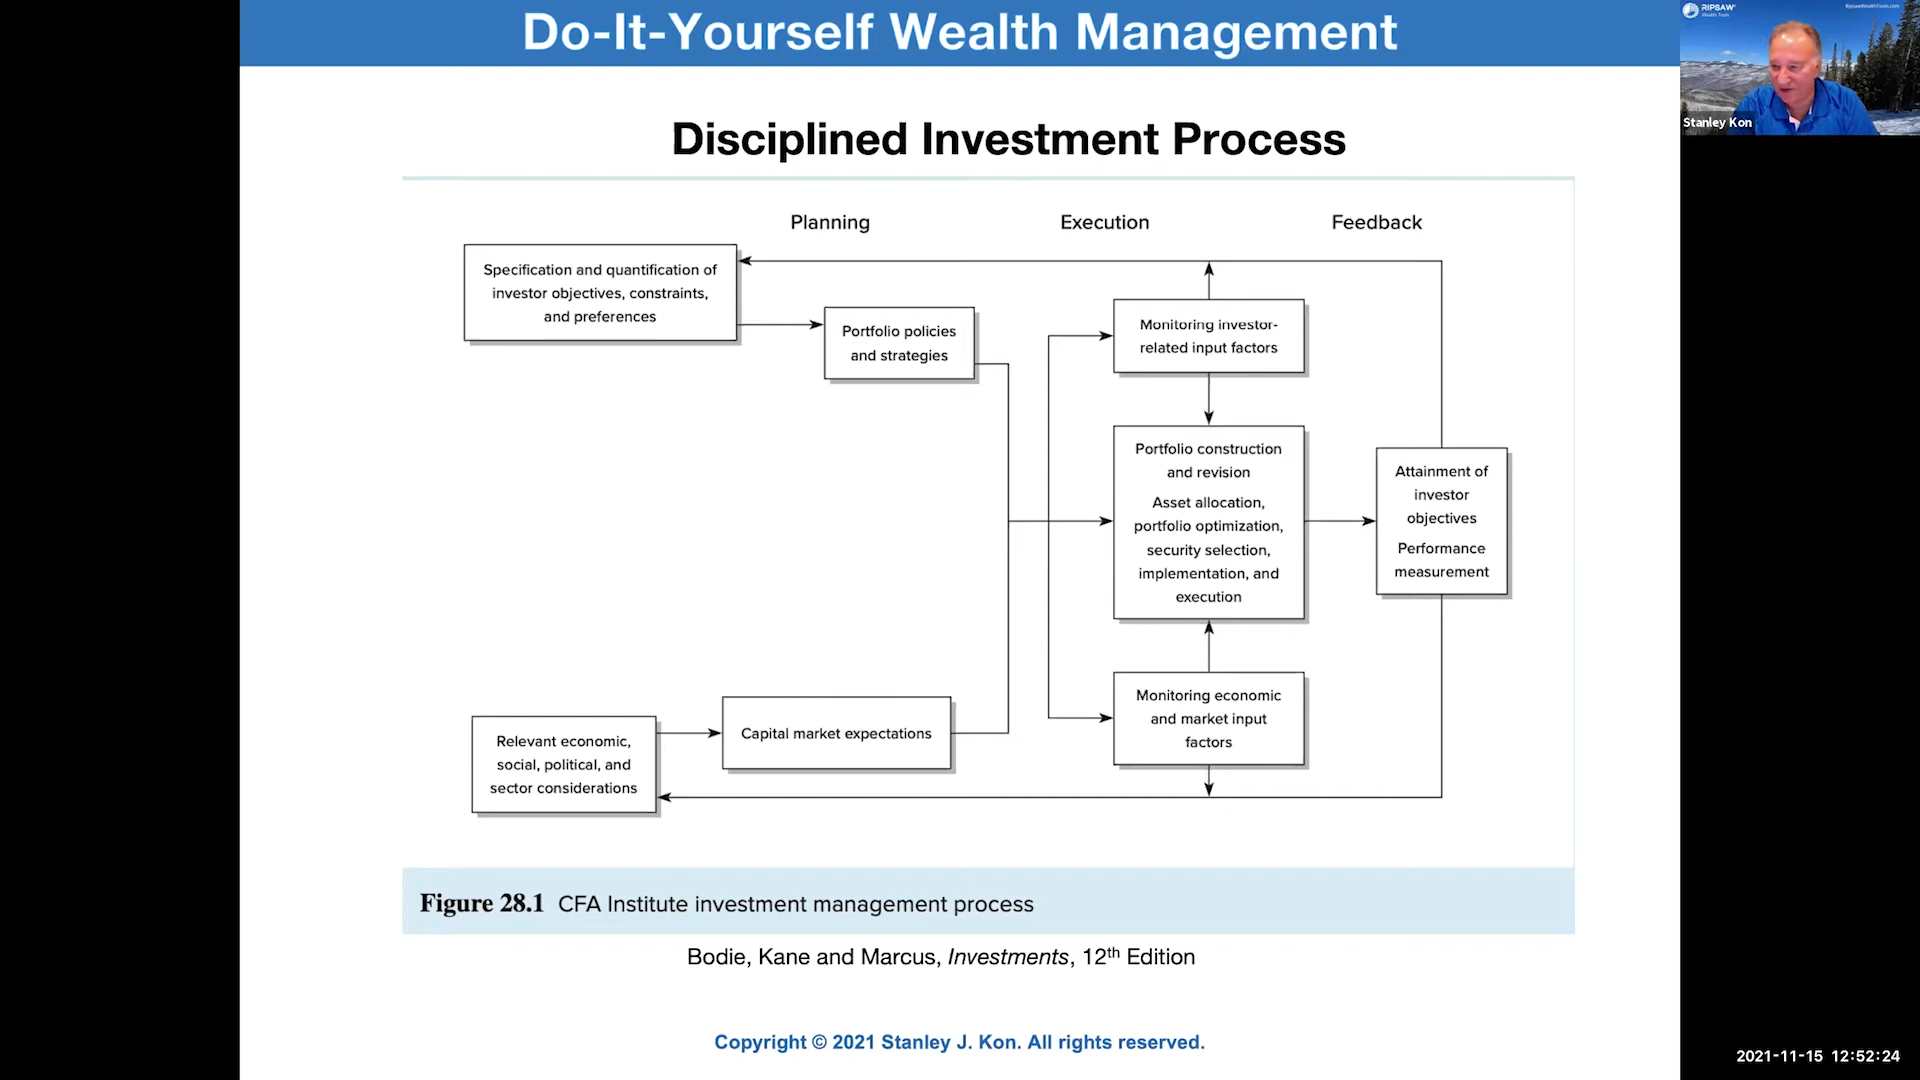 Do-It-Yourself Wealth Management
RIPSAW
Wealth Tools
RipsawWealthTools.com
Stanley Kon
Disciplined Investment Process
Planning
Execution
Feedback
Specification and quantification of
investor objectives, constraints,
and preferences
Portfolio policies
and strategies
Monitoring investor-
related input factors
Portfolio construction
and revision
Asset allocation,
portfolio optimization,
security selection,
implementation, and
execution
Attainment of
investor
objectives
Performance
measurement
Relevant economic,
social, political, and
sector considerations
Capital market expectations
Monitoring economic
and market input
factors
Figure 28.1 CFA Institute investment management process
Bodie, Kane and Marcus, Investments, 12th Edition
Copyright © 2021 Stanley J. Kon. All rights reserved.
2021-11-15 12:52:24